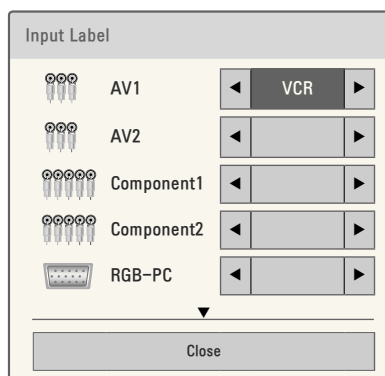 Input Label
AV1 ◀ VCR ▶
AV2 ◀ ▶
Component1 ◀ ▶
Component2 ◀ ▶
RGB-PC ◀ ▶
▼
Close